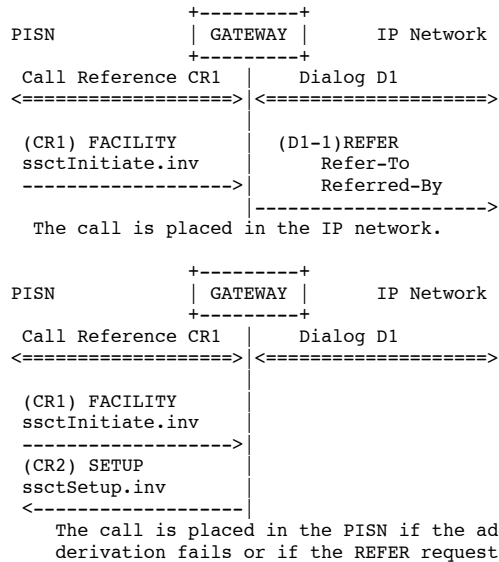 +---------+
PISN | GATEWAY | IP Network
+---------+
Call Reference CR1 | Dialog D1
<===================>|<====================>
|
(CR1) FACILITY | (D1-1)REFER
ssctInitiate.inv | Refer-To
------------------->| Referred-By
|--------------------->
The call is placed in the IP network.
+---------+
PISN | GATEWAY | IP Network
+---------+
Call Reference CR1 | Dialog D1
<===================>|<====================>
|
(CR1) FACILITY |
ssctInitiate.inv |
------------------->|
(CR2) SETUP |
ssctSetup.inv |
<-------------------|
The call is placed in the PISN if the ad
derivation fails or if the REFER request